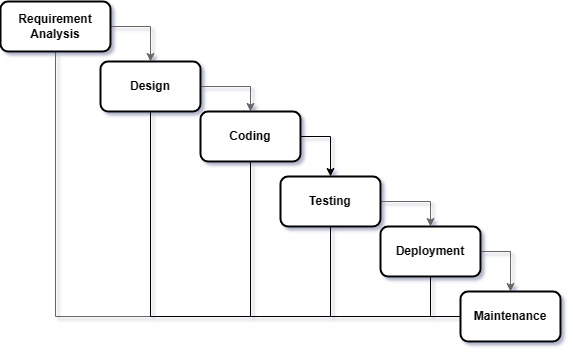 Requirement
Analysis
Design
Coding
Testing
Deployment
Maintenance